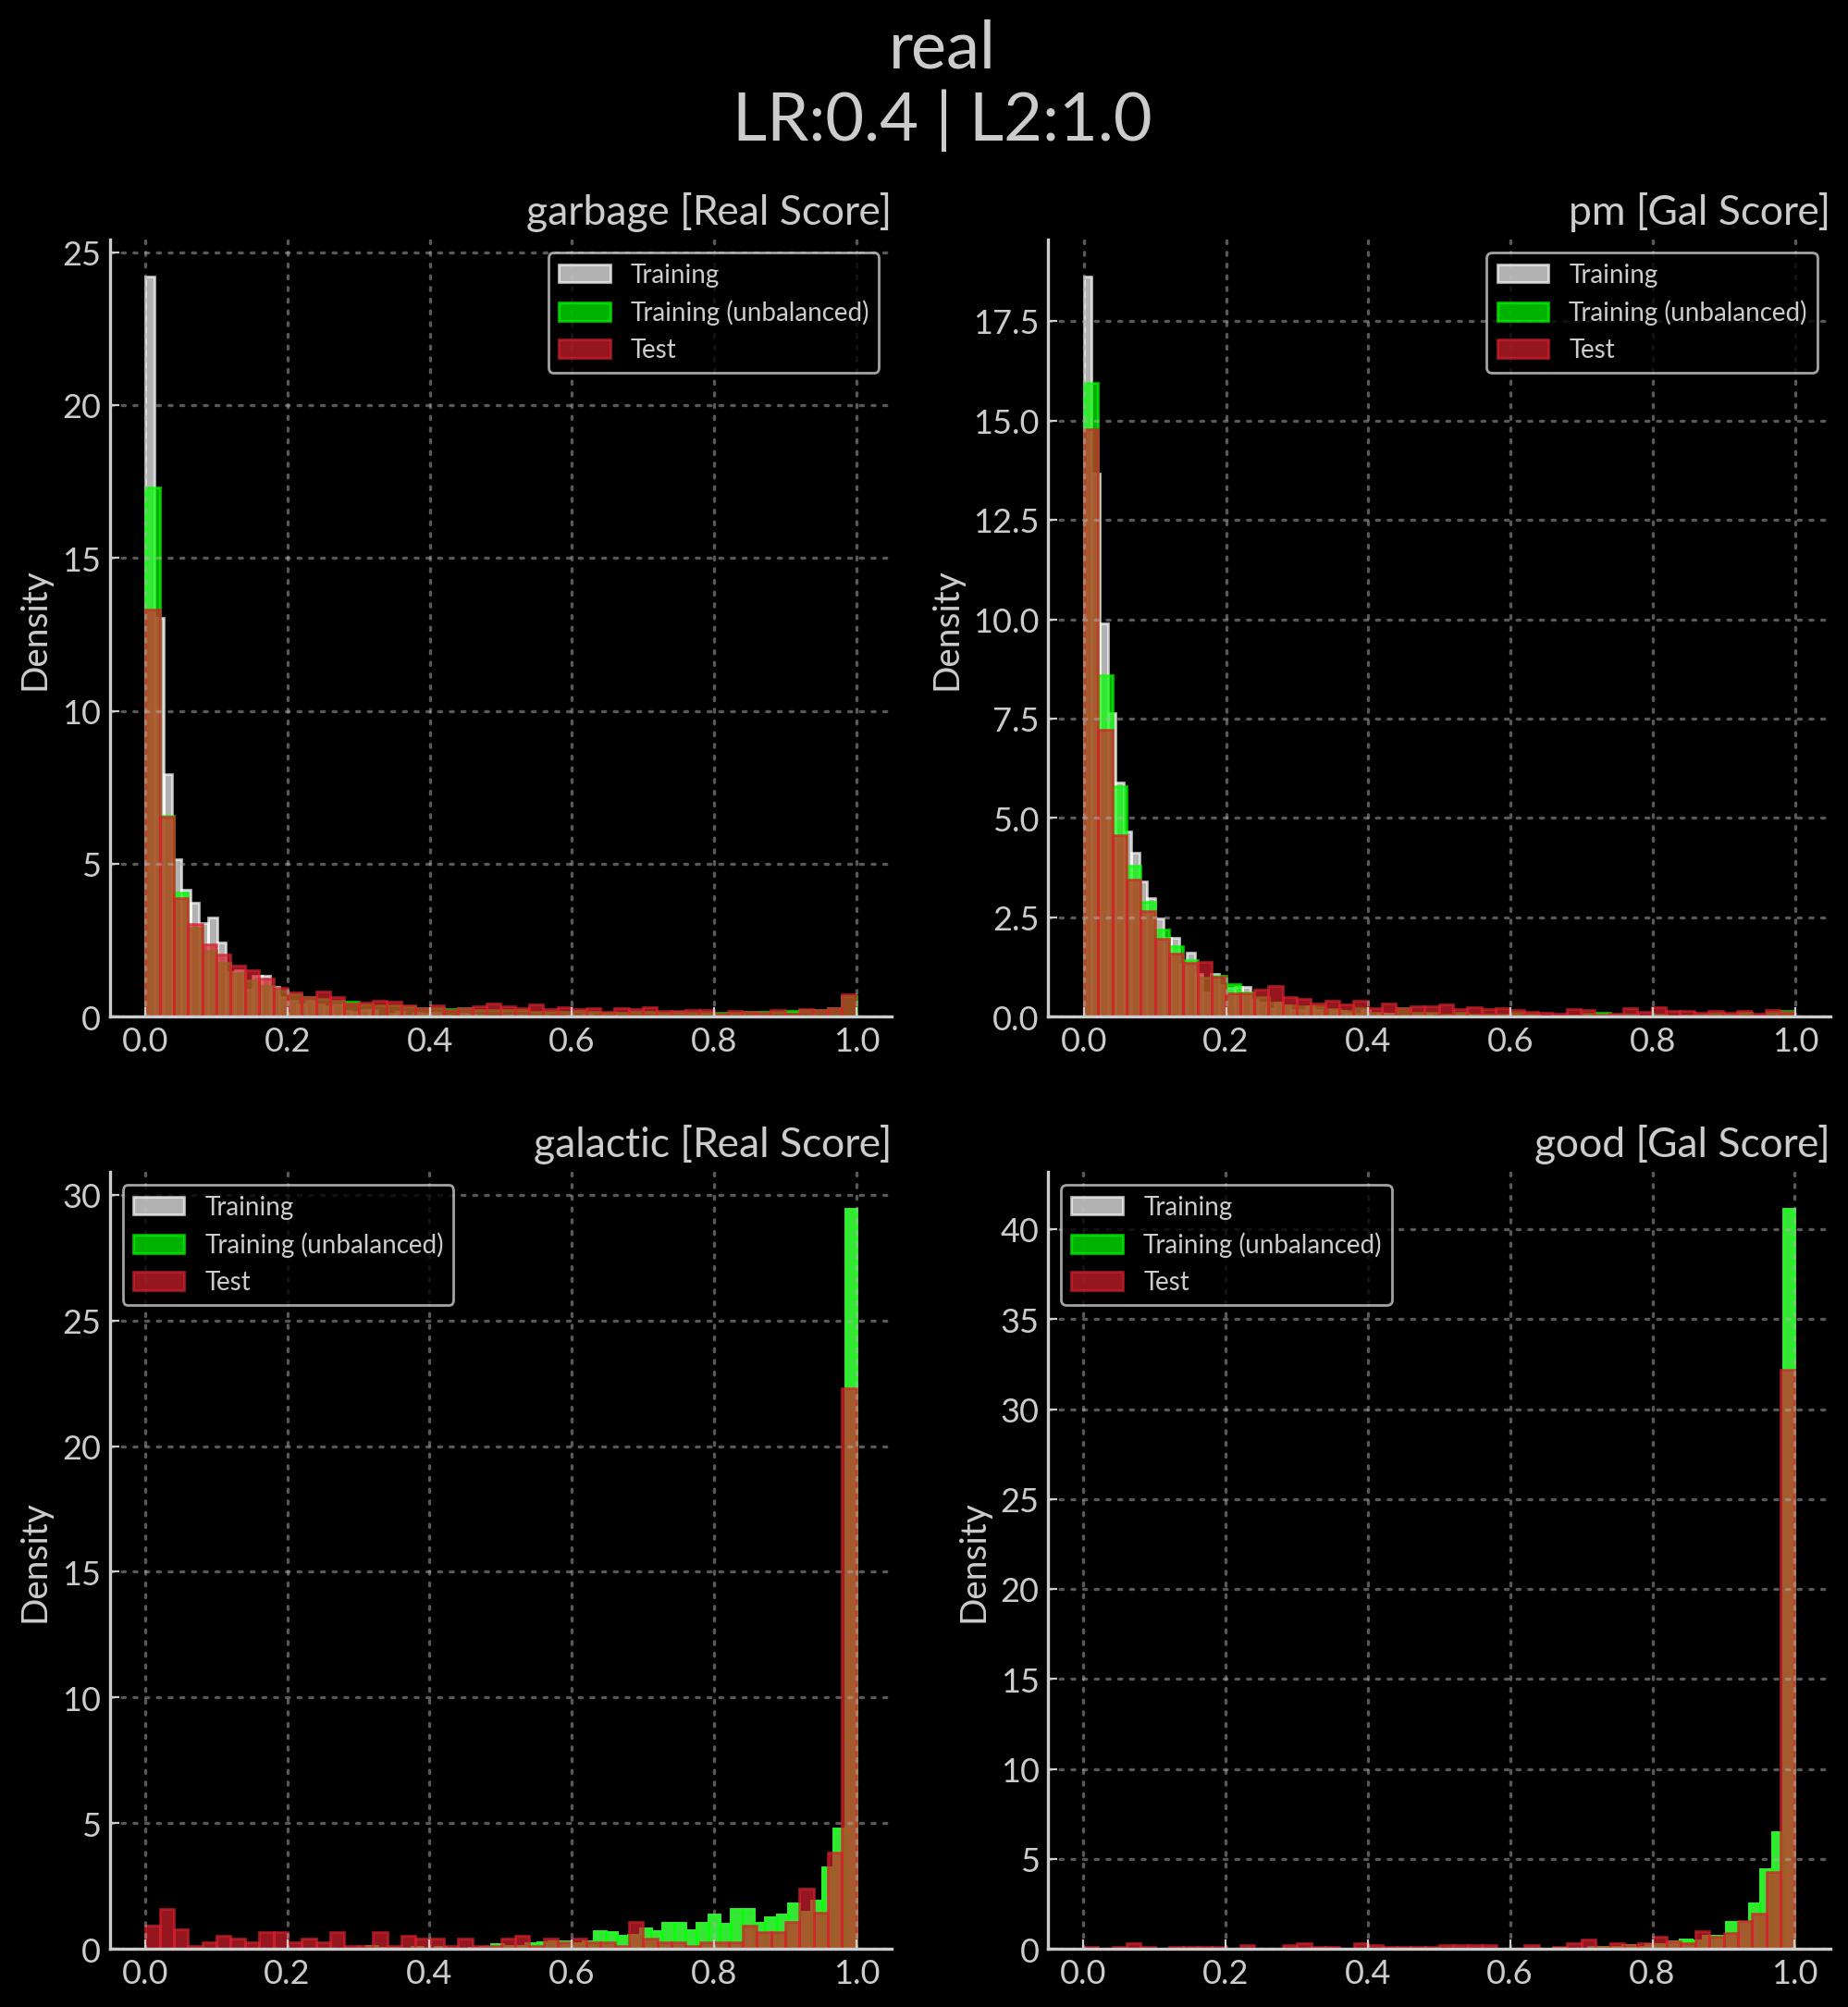 real
LR:0.4 | L2:1.0
garbage [Real Score]
Training
Training (unbalanced)
Test
Density
25
20
15
10
5
0
0.0 0.2 0.4 0.6 0.8 1.0
pm [Gal Score]
Training
Training (unbalanced)
Test
Density
17.5
15.0
12.5
10.0
7.5
5.0
2.5
0.0
0.0 0.2 0.4 0.6 0.8 1.0
galactic [Real Score]
Training
Training (unbalanced)
Test
Density
30
25
20
15
10
5
0
0.0 0.2 0.4 0.6 0.8 1.0
good [Gal Score]
Training
Training (unbalanced)
Test
Density
40
35
30
25
20
15
10
5
0
0.0 0.2 0.4 0.6 0.8 1.0